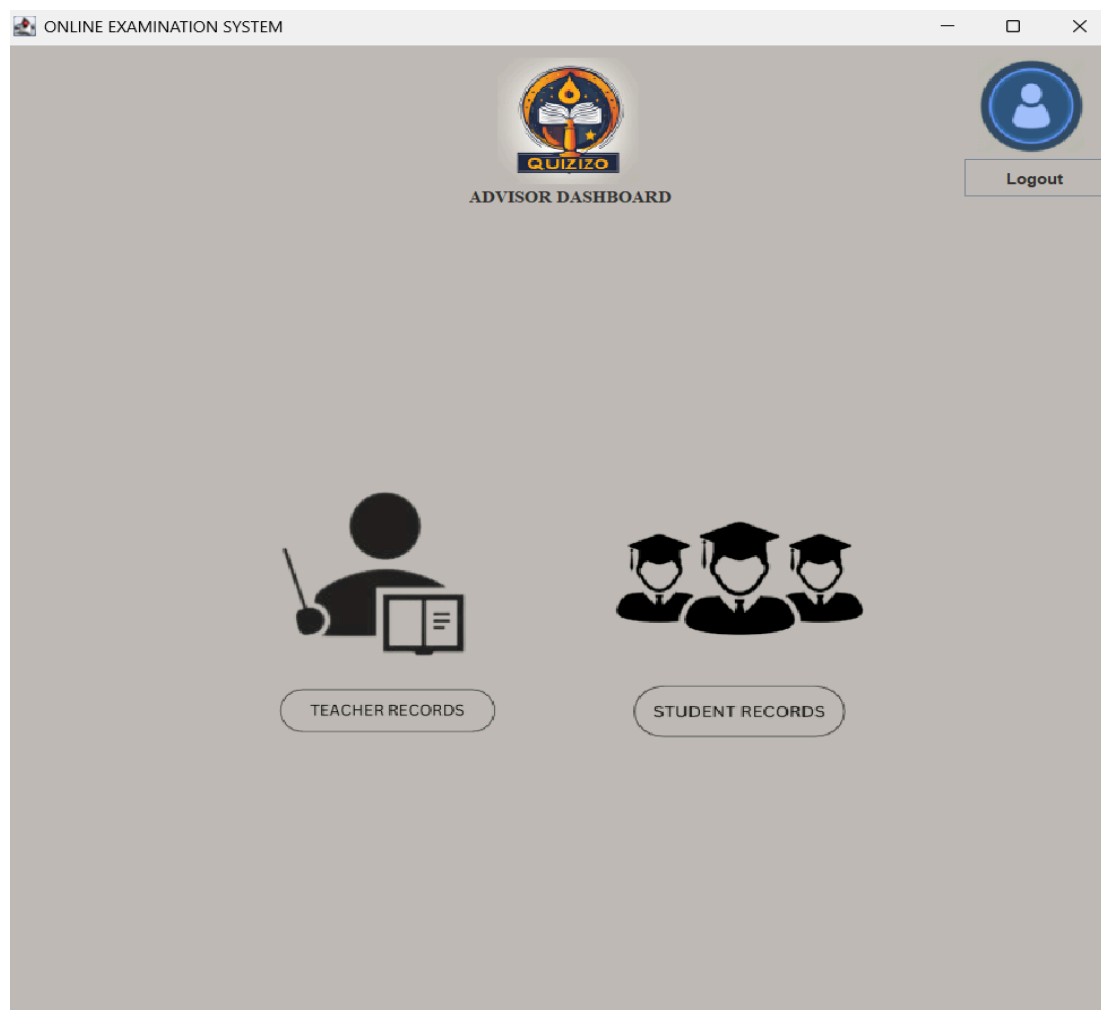 ONLINE EXAMINATION SYSTEM
QUIZIZO
ADVISOR DASHBOARD
Logout
TEACHER RECORDS
STUDENT RECORDS